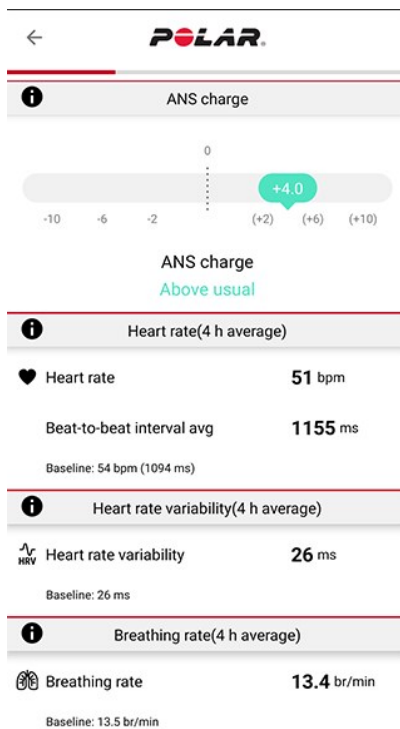 POLAR.
ANS charge
0
+4.0
-10 -6 -2 (+2) (+6) (+10)
ANS charge
Above usual
Heart rate(4 h average)
Heart rate 51 bpm
Beat-to-beat interval avg 1155 ms
Baseline: 54 bpm (1094 ms)
Heart rate variability(4 h average)
HRV Heart rate variability 26 ms
Baseline: 26 ms
Breathing rate(4 h average)
Breathing rate 13.4 br/min
Baseline: 13.5 br/min